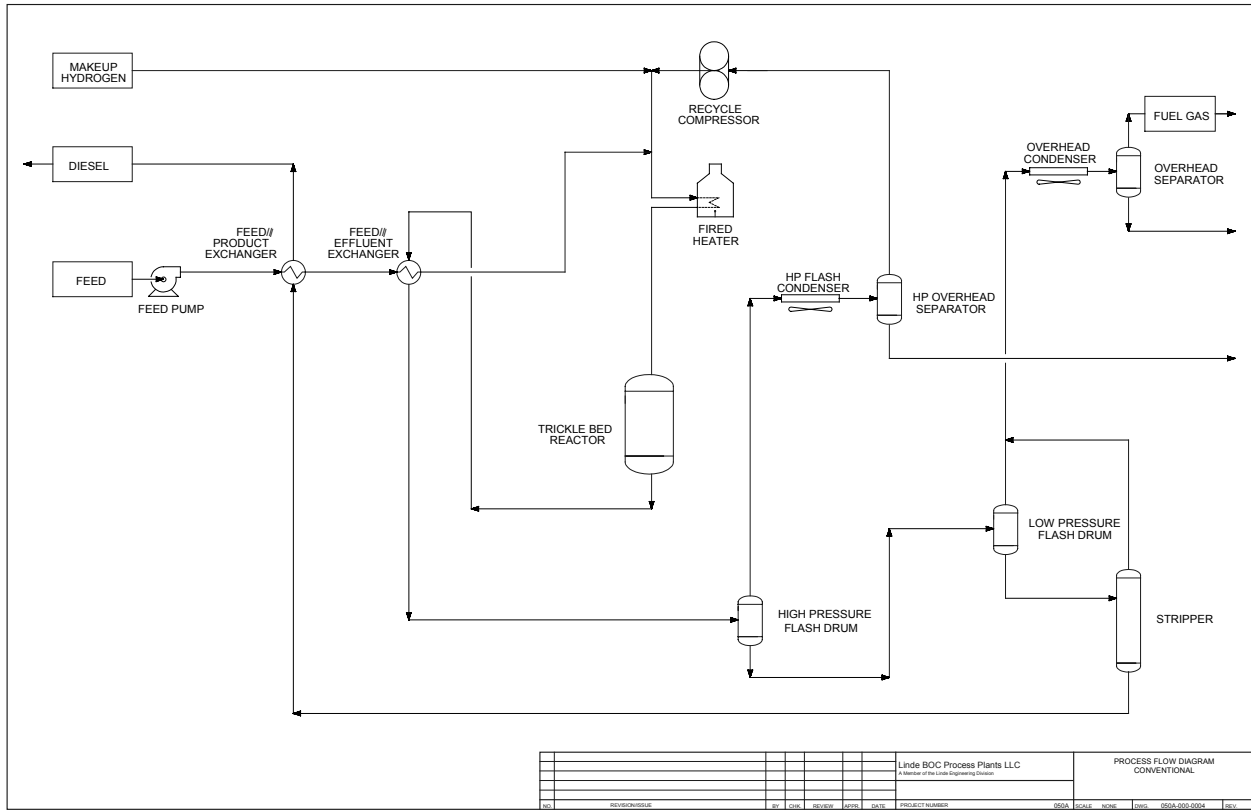 MAKEUP
HYDROGEN
RECYCLE
COMPRESSOR
FUEL GAS
OVERHEAD
CONDENSER
OVERHEAD
SEPARATOR
DIESEL
FIRED
HEATER
FEED//
PRODUCT
EXCHANGER
FEED//
EFFLUENT
EXCHANGER
FEED
FEED PUMP
HP FLASH
CONDENSER
HP OVERHEAD
SEPARATOR
TRICKLE BED
REACTOR
LOW PRESSURE
FLASH DRUM
HIGH PRESSURE
FLASH DRUM
STRIPPER
Linde BOC Process Plants LLC
A Member of the Linde Engineering Division
PROCESS FLOW DIAGRAM
CONVENTIONAL
NO. REVISION/ISSUE BY CHK. REVIEW APPR. DATE PROJECT NUMBER 050A SCALE NONE DWG. 050A-000-0004 REV.